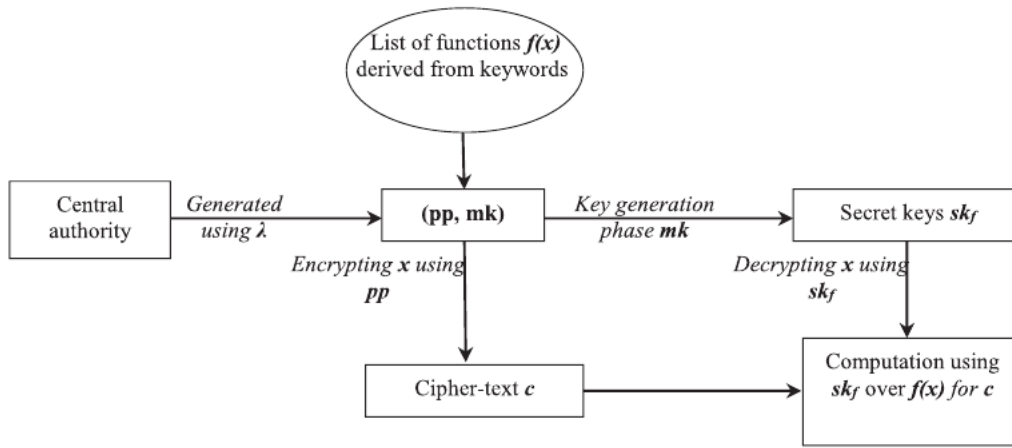 List of functions f(x)
derived from keywords
Central
authority
Generated
using λ
(pp, mk)
Key generation
phase mk
Secret keys skf
Encrypting x using
pp
Decrypting x using
skf
Cipher-text c
Computation using
skf over f(x) for c